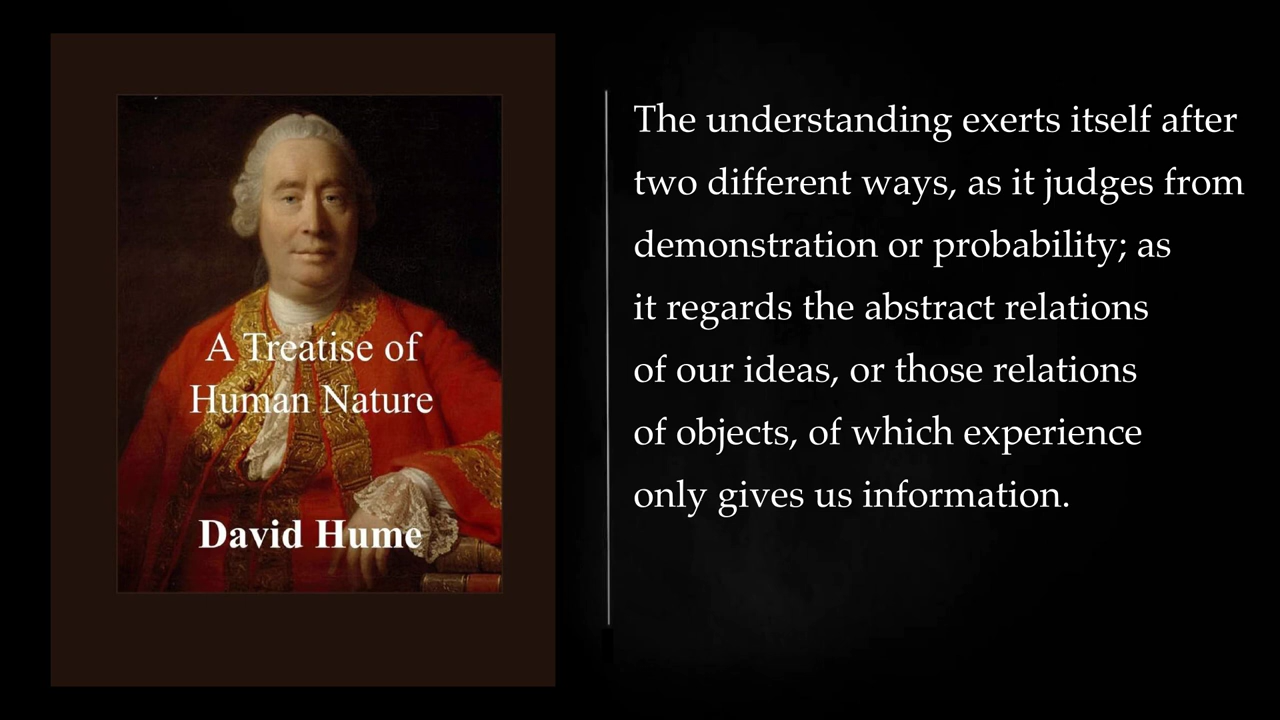 A Treatise of
Human Nature
David Hume
The understanding exerts itself after
two different ways, as it judges from
demonstration or probability; as
it regards the abstract relations
of our ideas, or those relations
of objects, of which experience
only gives us information.